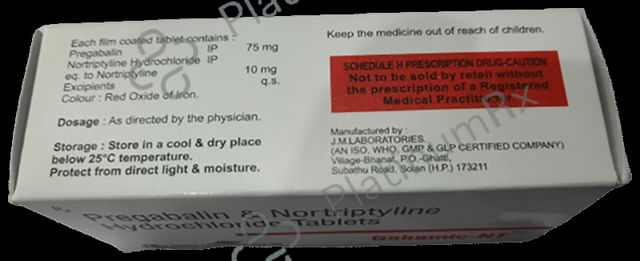 Each film coated tablet contains :
Pregabalin IP 75 mg
Nortriptyline Hydrochloride IP
eq. to Nortriptyline 10 mg
Excipients q.s.
Colour : Red Oxide of Iron.
Dosage : As directed by the physician.
Storage : Store in a cool & dry place
below 25°C temperature.
Protect from direct light & moisture.
Keep the medicine out of reach of children.
SCHEDULE H PRESCRIPTION DRUG-CAUTION
Not to be sold by retail without
the prescription of a Registered
Medical Practitioner.
Manufactured by :
J.M.LABORATORIES
(AN ISO, WHO, GMP & GLP CERTIFIED COMPANY)
Village-Bhanat, P.O.-Ghatti,
Subathu Road, Solan (H.P.) 173211
Rx
Pregabalin & Nortriptyline
Hydrochloride Tablets
Gabamic-NT
PlatinumRx